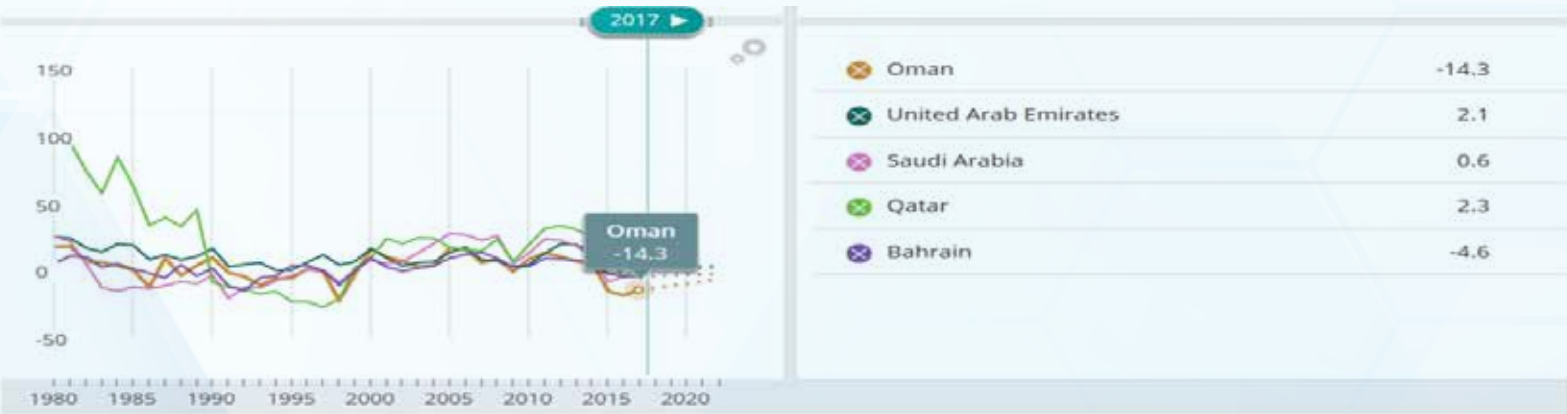 2017
150
100
50
0
-50
Oman
-14.3
1980 1985 1990 1995 2000 2005 2010 2015 2020
Oman -14.3
United Arab Emirates 2.1
Saudi Arabia 0.6
Qatar 2.3
Bahrain -4.6